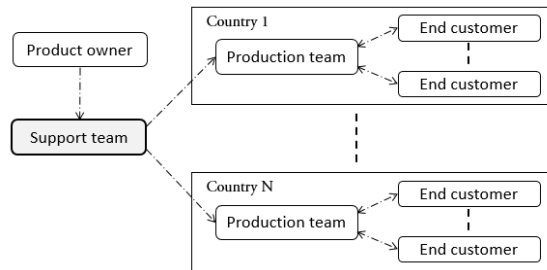 Country 1
Product owner
Production team
End customer
End customer
Support team
Country N
Production team
End customer
End customer